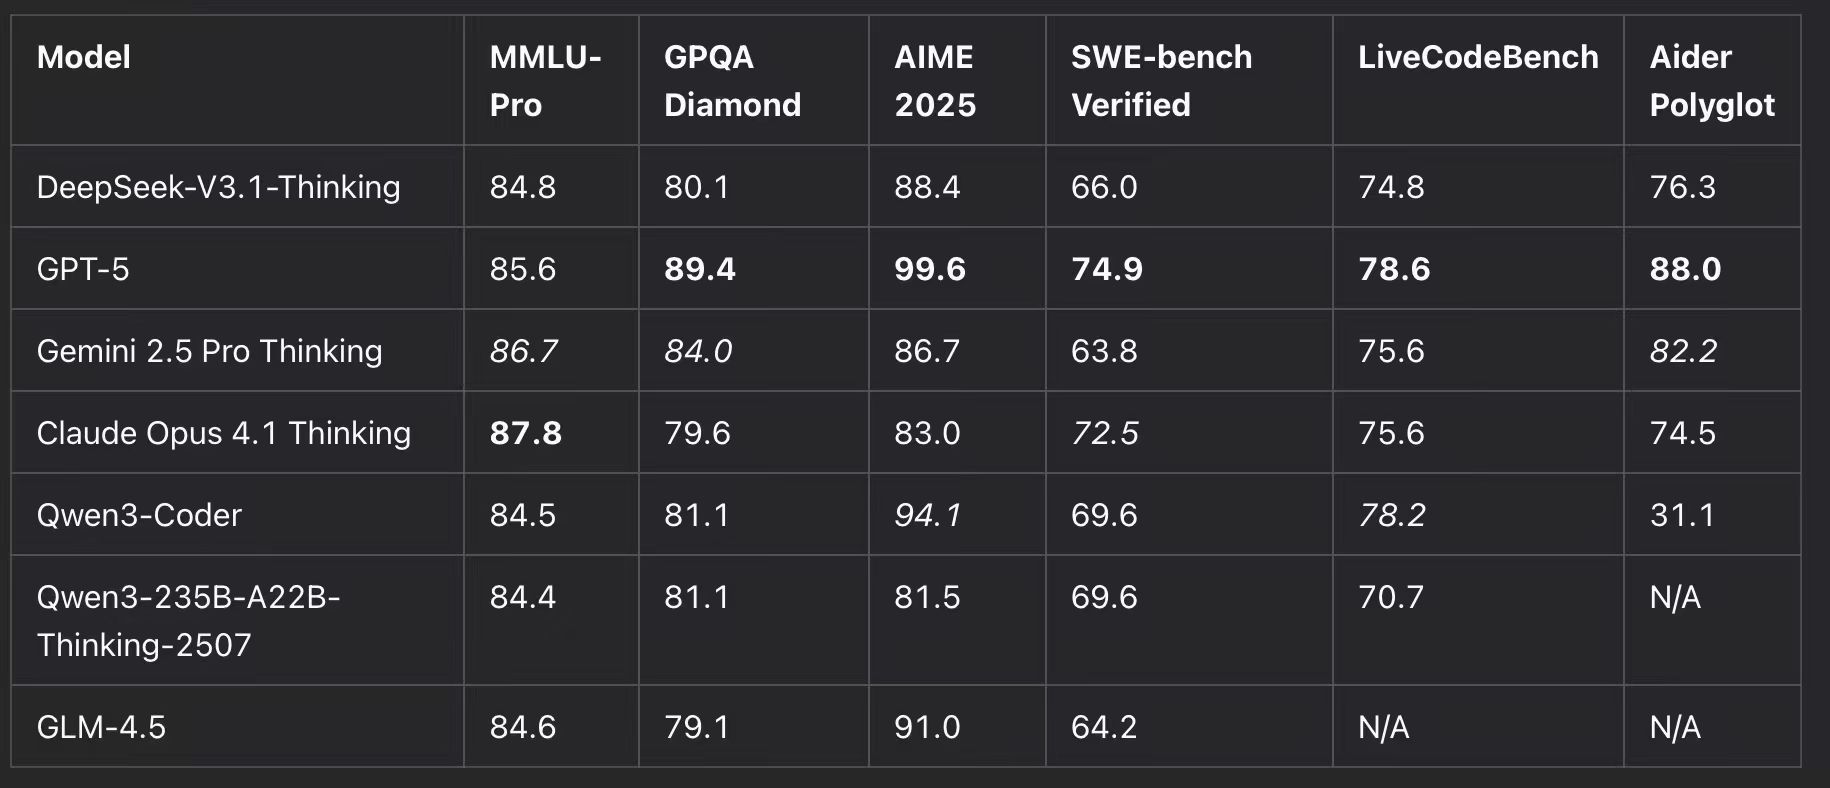 Model MMLU- GPQA AIME SWE-bench LiveCodeBench Aider
Pro Diamond 2025 Verified Polyglot
DeepSeek-V3.1-Thinking 84.8 80.1 88.4 66.0 74.8 76.3
GPT-5 85.6 89.4 99.6 74.9 78.6 88.0
Gemini 2.5 Pro Thinking 86.7 84.0 86.7 63.8 75.6 82.2
Claude Opus 4.1 Thinking 87.8 79.6 83.0 72.5 75.6 74.5
Qwen3-Coder 84.5 81.1 94.1 69.6 78.2 31.1
Qwen3-235B-A22B- 84.4 81.1 81.5 69.6 70.7 N/A
Thinking-2507
GLM-4.5 84.6 79.1 91.0 64.2 N/A N/A